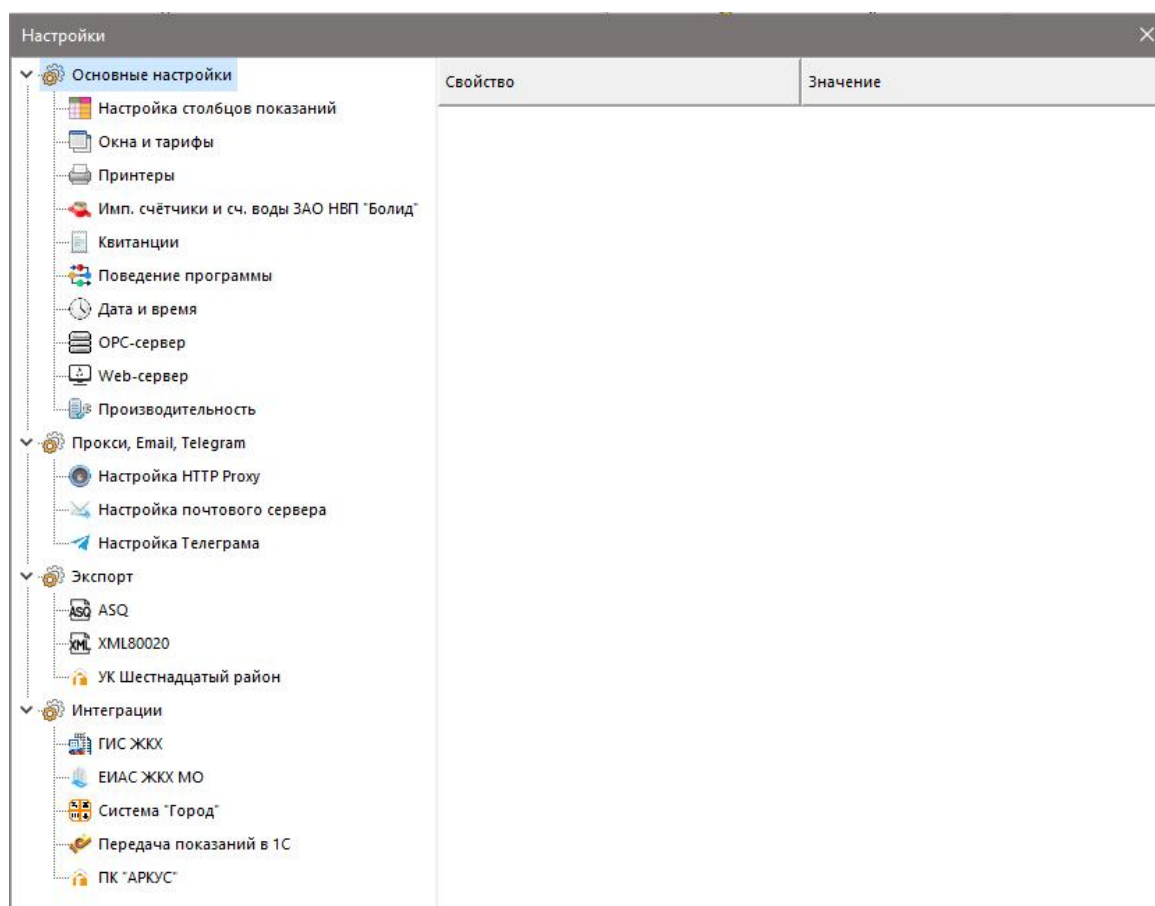 Настройки
Основные настройки
Свойство
Значение
Настройка столбцов показаний
Окна и тарифы
Принтеры
Имп. счётчики и сч. воды ЗАО НВП "Болид"
Квитанции
Поведение программы
Дата и время
OPC-сервер
Web-сервер
Производительность
Прокси, Email, Telegram
Настройка HTTP Proxy
Настройка почтового сервера
Настройка Телеграма
Экспорт
ASQ ASQ
XML XML80020
УК Шестнадцатый район
Интеграции
ГИС ЖКХ
ЕИАС ЖКХ МО
Система "Город"
Передача показаний в 1С
ПК "АРКУС"